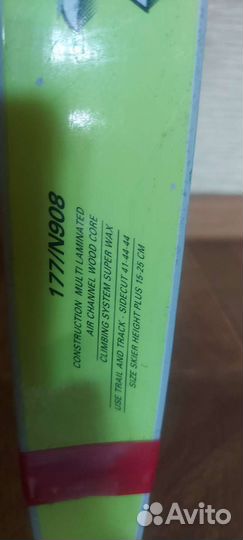 177/N908
CONSTRUCTION MULTI LAMINATED
AIR CHANNEL WOOD CORE
CLIMBING SYSTEM SUPER WAX
USE TRAIL AND TRACK - SIDECUT 41-44-44
SIZE SKIER HEIGHT PLUS 15-25 CM
Avito